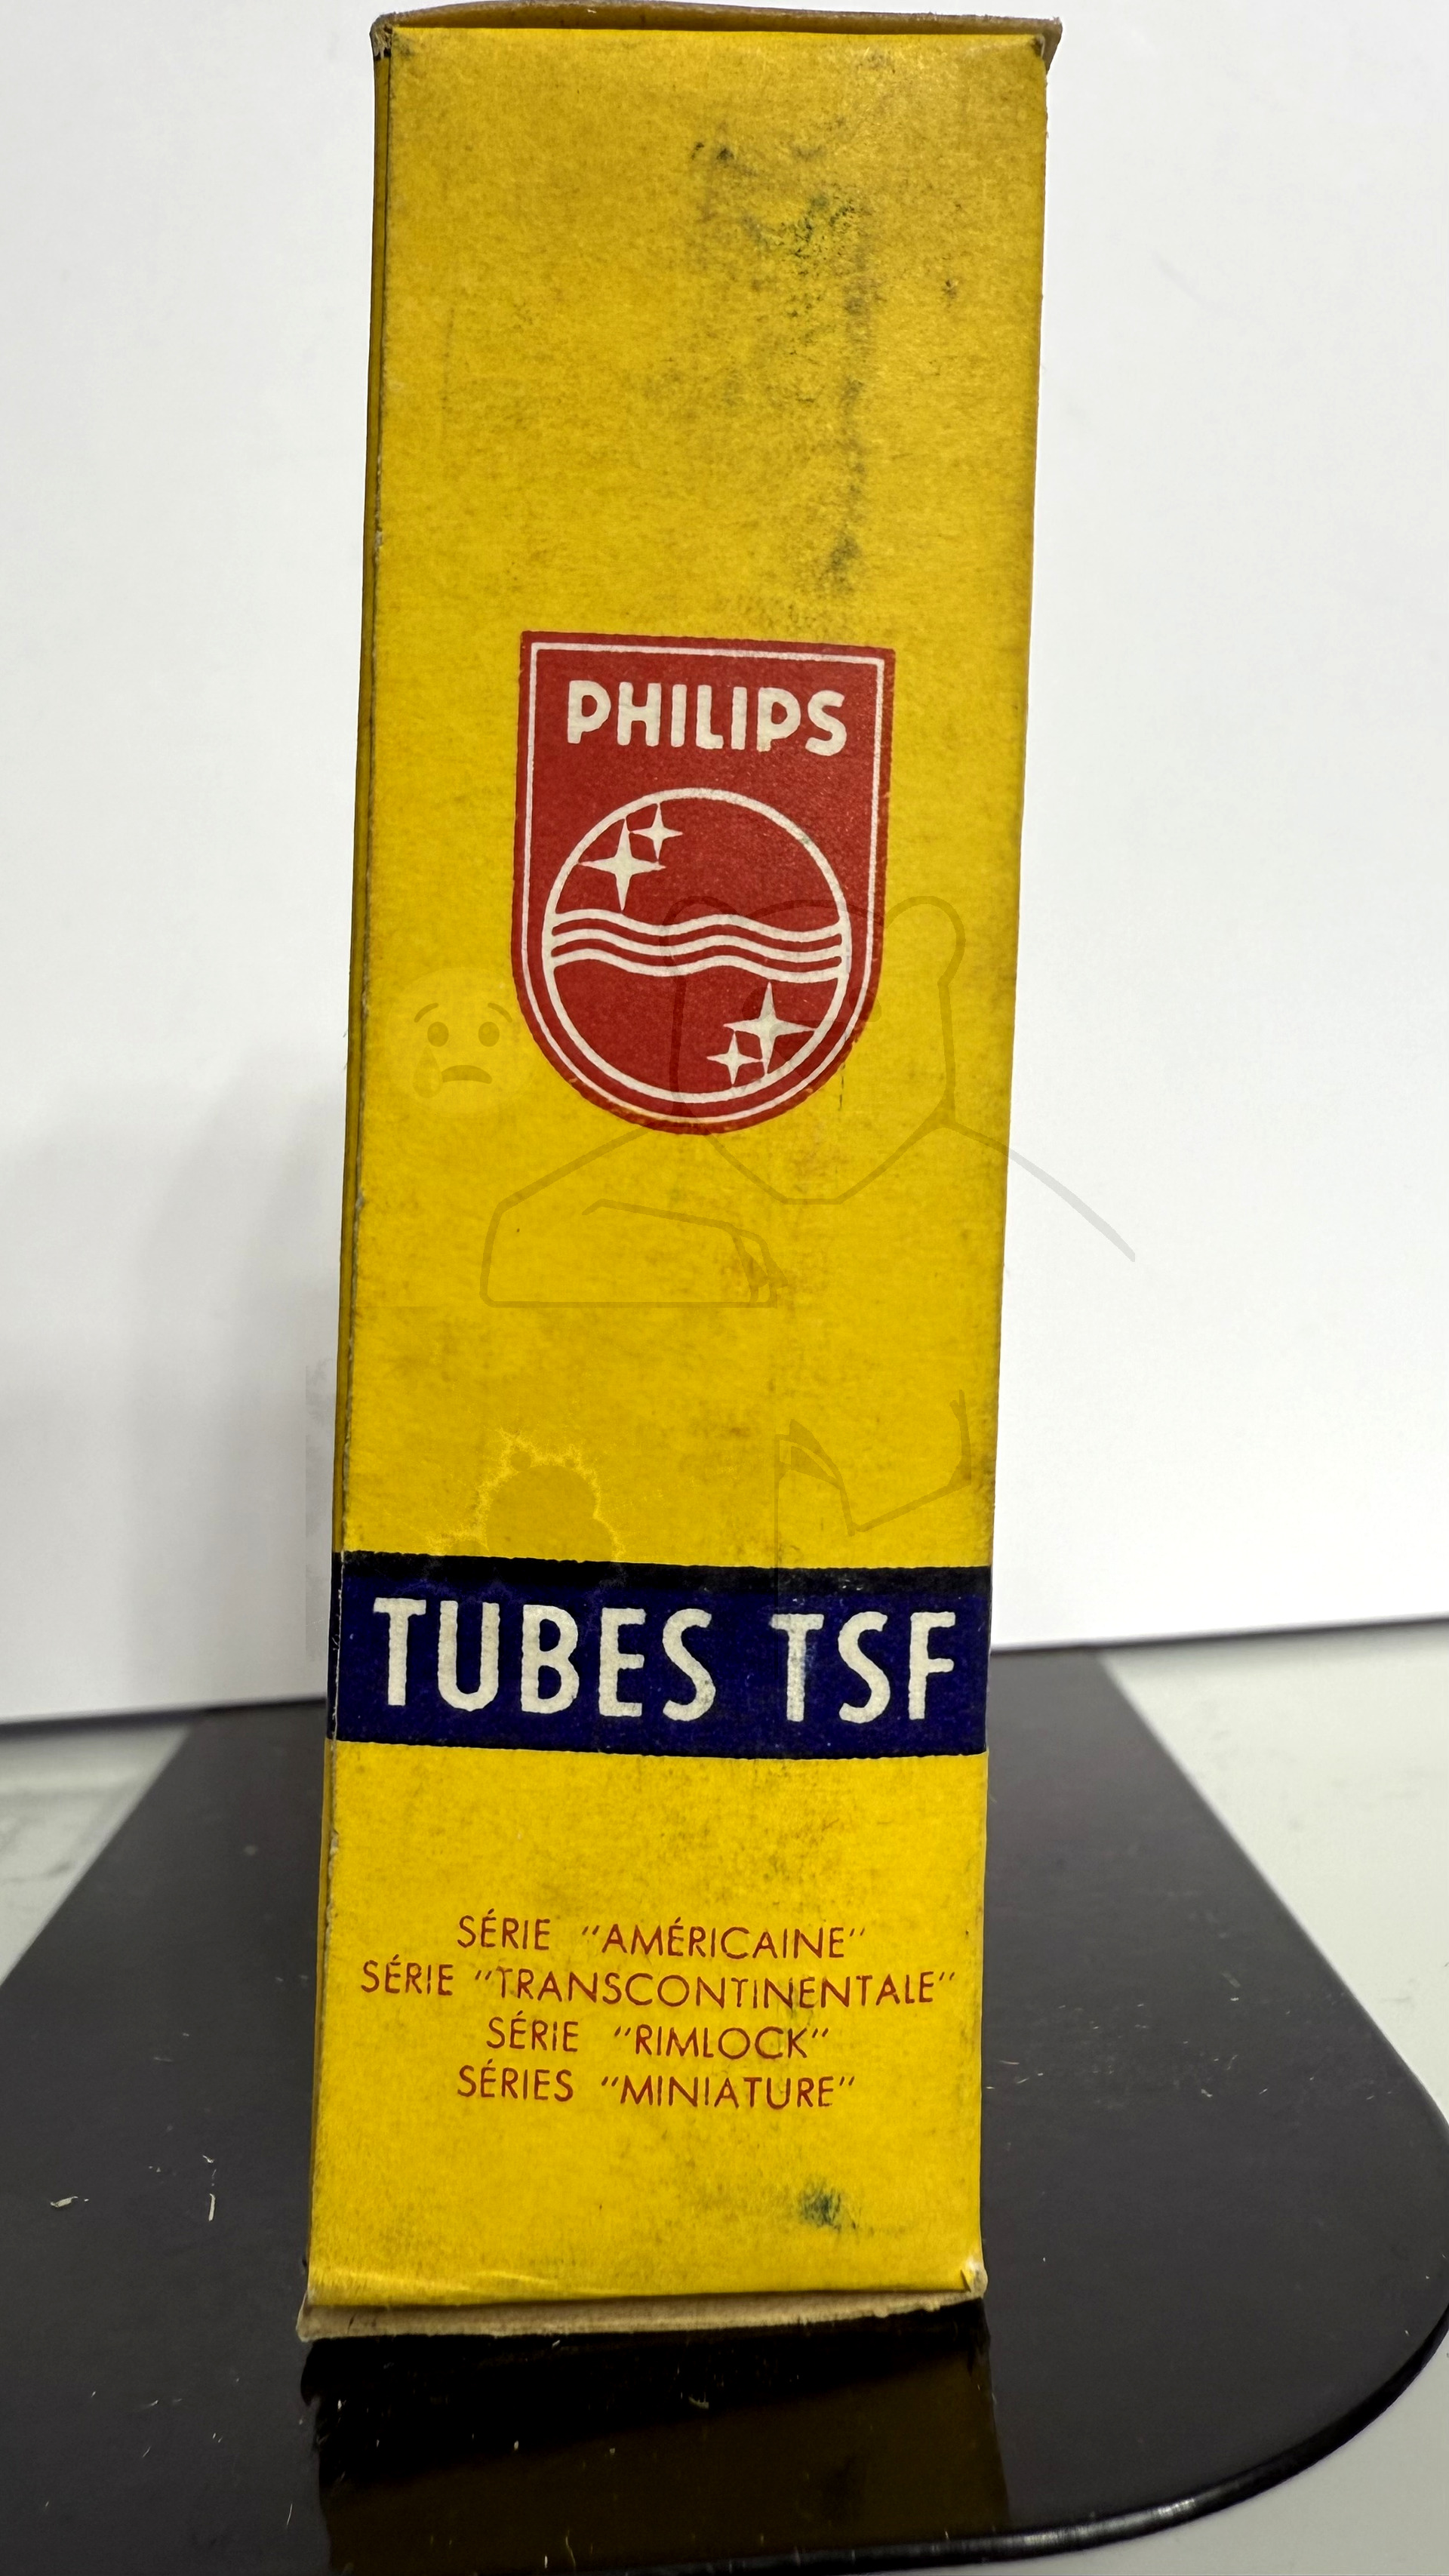 PHILIPS
TUBES TSF
SÉRIE "AMÉRICAINE"
SÉRIE "TRANSCONTINENTALE"
SÉRIE "RIMLOCK"
SÉRIES "MINIATURE"